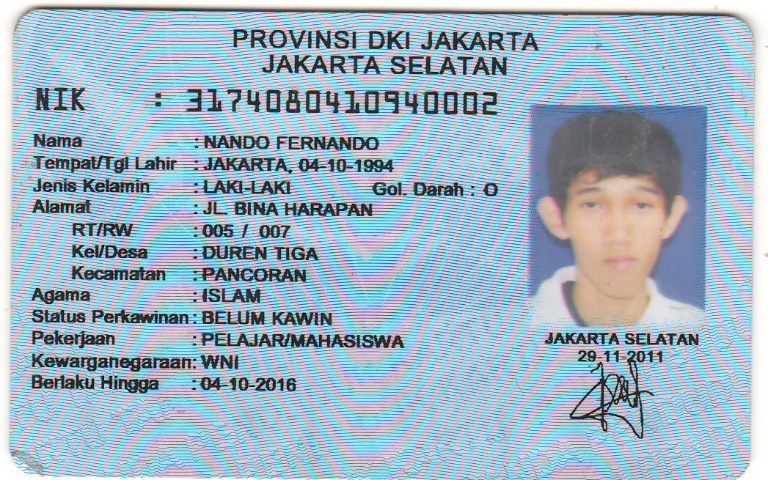 PROVINSI DKI JAKARTA
JAKARTA SELATAN
NIK : 3174080410940002
Nama : NANDO FERNANDO
Tempat/Tgl Lahir : JAKARTA, 04-10-1994
Jenis Kelamin : LAKI-LAKI Gol. Darah : O
Alamat : JL. BINA HARAPAN
RT/RW : 005 / 007
Kel/Desa : DUREN TIGA
Kecamatan : PANCORAN
Agama : ISLAM
Status Perkawinan : BELUM KAWIN
Pekerjaan : PELAJAR/MAHASISWA
Kewarganegaraan : WNI
Berlaku Hingga : 04-10-2016
JAKARTA SELATAN
29-11-2011